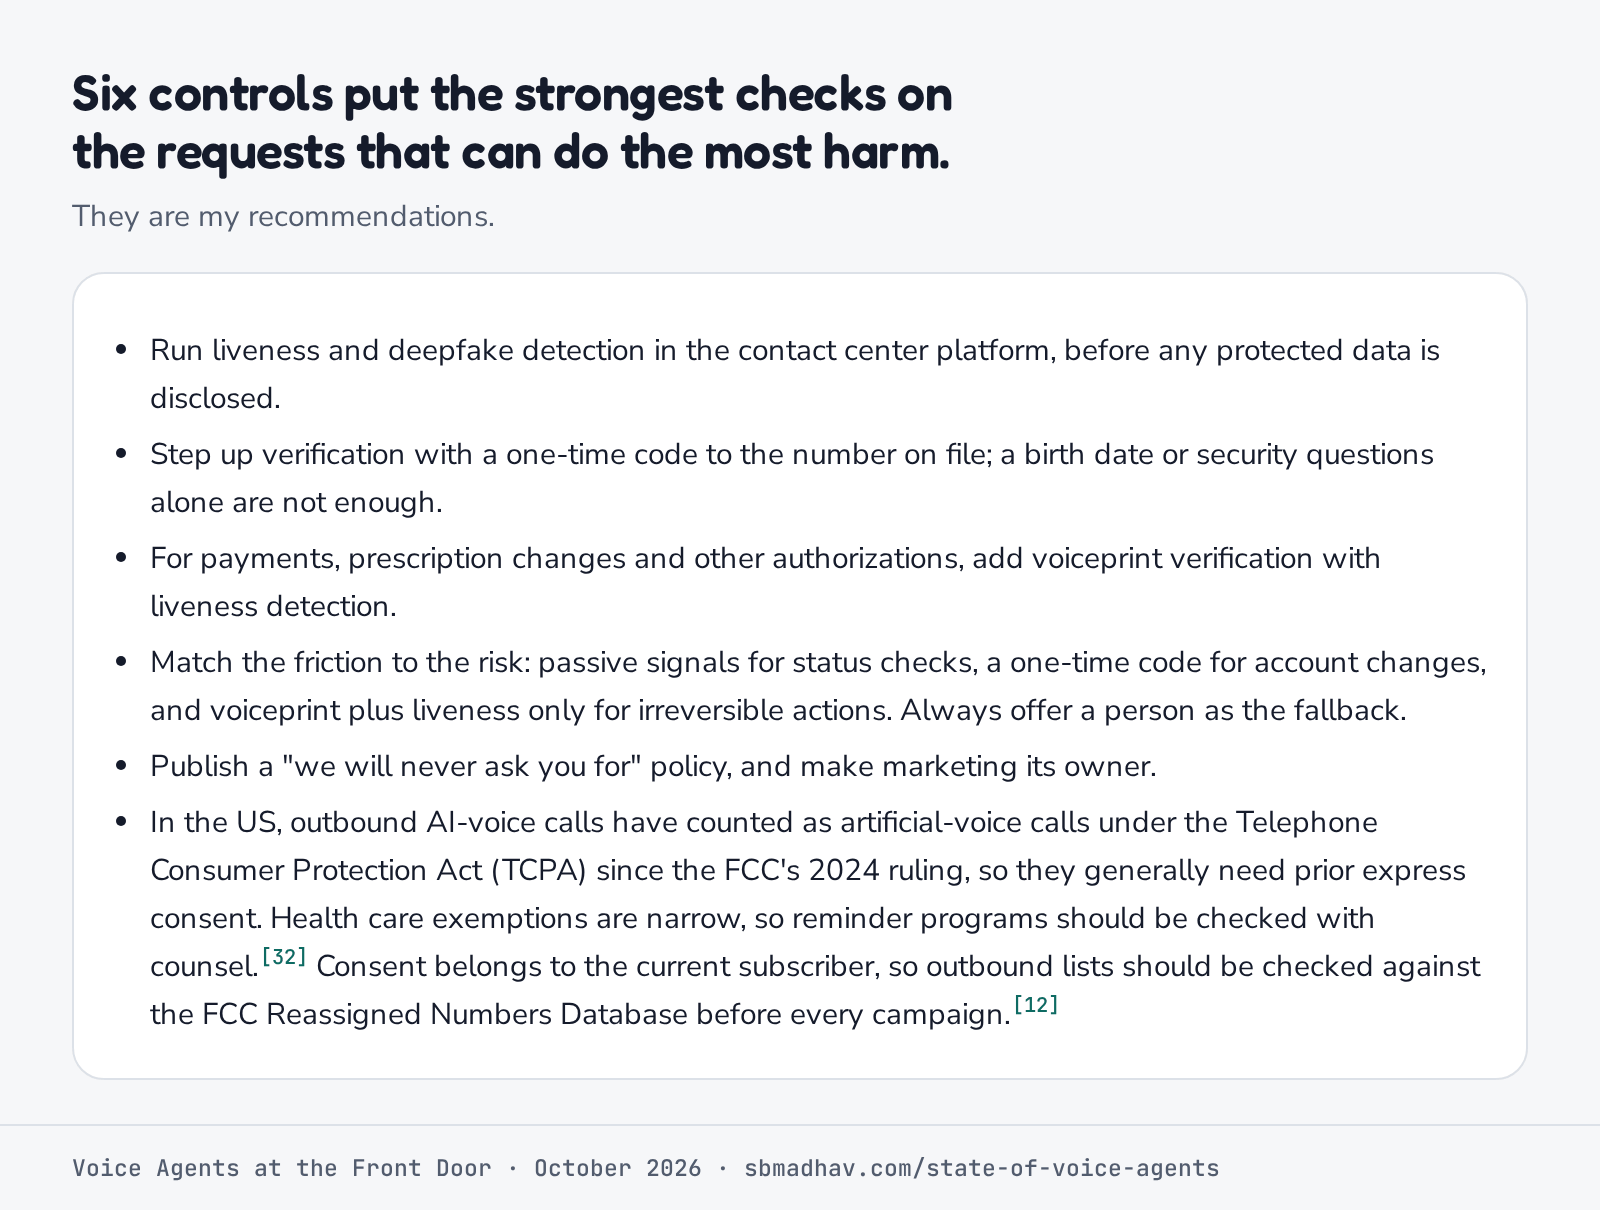 Six controls put the strongest checks on
the requests that can do the most harm.
They are my recommendations.
• Run liveness and deepfake detection in the contact center platform, before any protected data is
disclosed.
• Step up verification with a one-time code to the number on file; a birth date or security questions
alone are not enough.
• For payments, prescription changes and other authorizations, add voiceprint verification with
liveness detection.
• Match the friction to the risk: passive signals for status checks, a one-time code for account changes,
and voiceprint plus liveness only for irreversible actions. Always offer a person as the fallback.
• Publish a "we will never ask you for" policy, and make marketing its owner.
• In the US, outbound AI-voice calls have counted as artificial-voice calls under the Telephone
Consumer Protection Act (TCPA) since the FCC's 2024 ruling, so they generally need prior express
consent. Health care exemptions are narrow, so reminder programs should be checked with
counsel.[32] Consent belongs to the current subscriber, so outbound lists should be checked against
the FCC Reassigned Numbers Database before every campaign.[12]
Voice Agents at the Front Door · October 2026 · sbmadhav.com/state-of-voice-agents